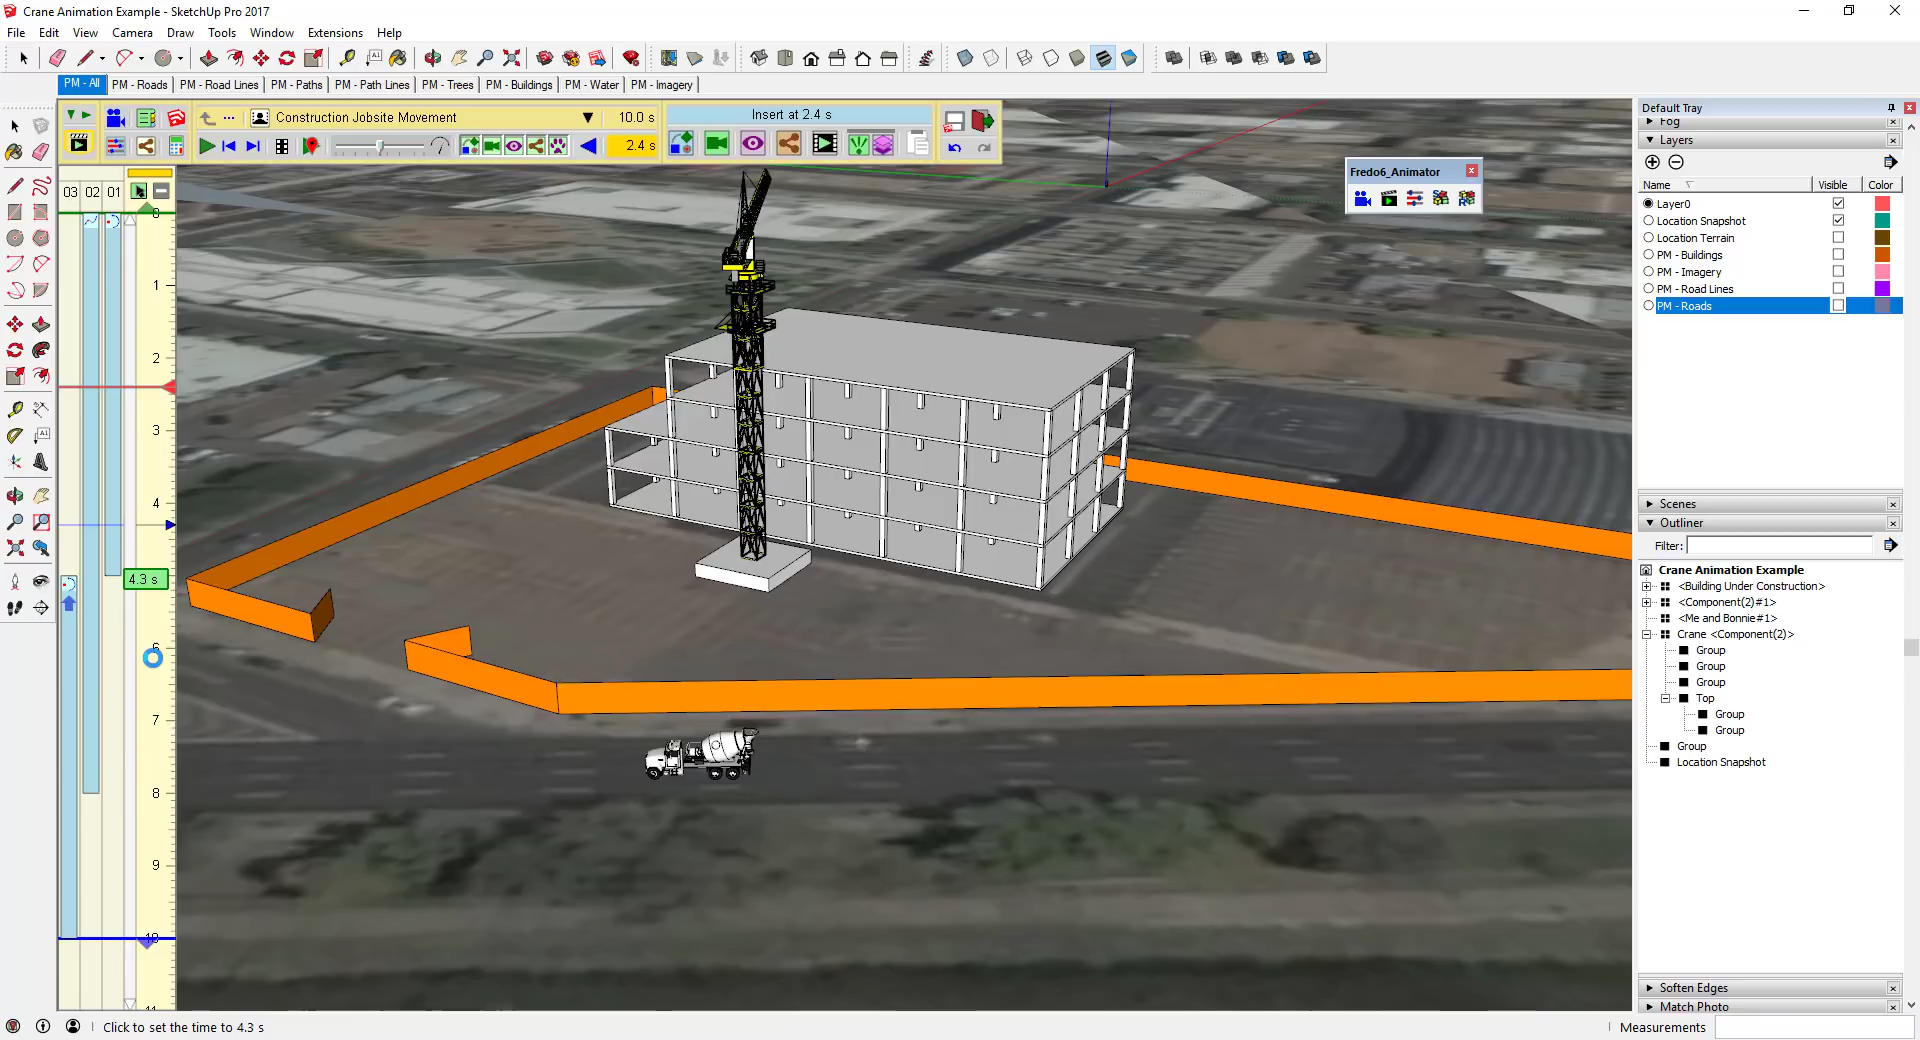 Crane Animation Example - SketchUp Pro 2017
File Edit View Camera Draw Tools Window Extensions Help
PM - All PM - Roads PM - Road Lines PM - Paths PM - Path Lines PM - Trees PM - Buildings PM - Water PM - Imagery
Construction Jobsite Movement 10.0 s
Insert at 2.4 s
2.4 s
03 02 01
0
1
2
3
4
4.3 s
6
7
8
9
10
11
Fredo6_Animator
Default Tray
Fog
Layers
Name Visible Color
Layer0
Location Snapshot
Location Terrain
PM - Buildings
PM - Imagery
PM - Road Lines
PM - Roads
Scenes
Outliner
Filter:
Crane Animation Example
<Building Under Construction>
<Component(2)#1>
<Me and Bonnie#1>
Crane <Component(2)>
Group
Group
Group
Top
Group
Group
Group
Location Snapshot
Soften Edges
Match Photo
Click to set the time to 4.3 s
Measurements